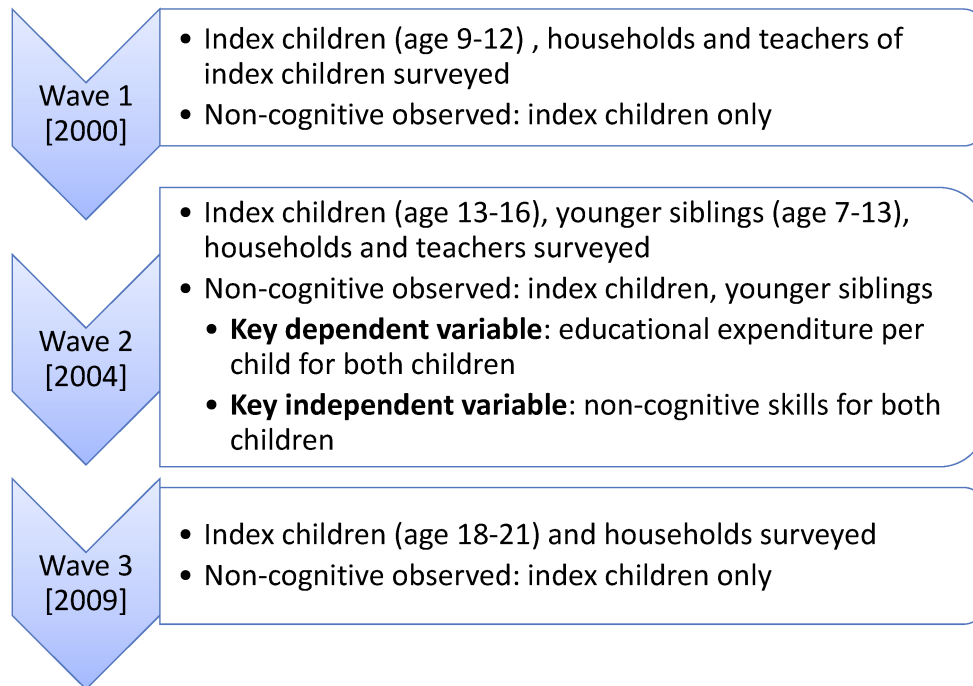 Wave 1
[2000]
• Index children (age 9-12) , households and teachers of
index children surveyed
• Non-cognitive observed: index children only
Wave 2
[2004]
• Index children (age 13-16), younger siblings (age 7-13),
households and teachers surveyed
• Non-cognitive observed: index children, younger siblings
• Key dependent variable: educational expenditure per
child for both children
• Key independent variable: non-cognitive skills for both
children
Wave 3
[2009]
• Index children (age 18-21) and households surveyed
• Non-cognitive observed: index children only